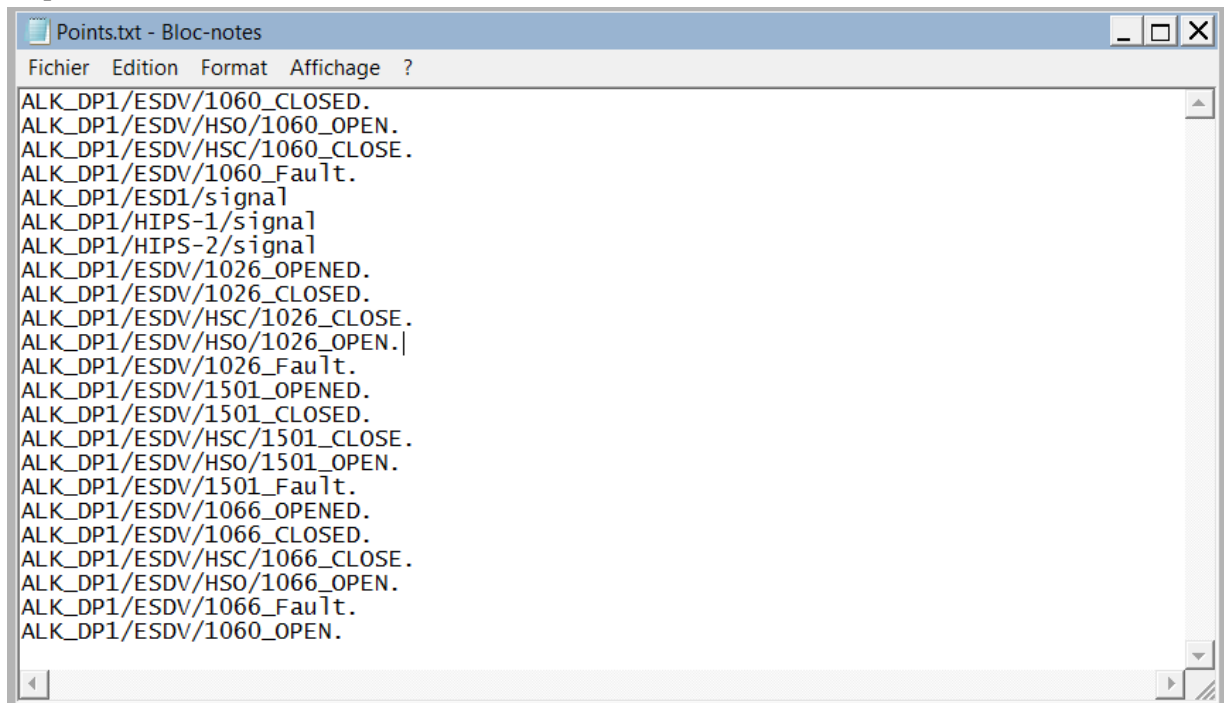 Points.txt - Bloc-notes
Fichier Edition Format Affichage ?
ALK_DP1/ESDV/1060_CLOSED.
ALK_DP1/ESDV/HSO/1060_OPEN.
ALK_DP1/ESDV/HSC/1060_CLOSE.
ALK_DP1/ESDV/1060_Fault.
ALK_DP1/ESD1/signal
ALK_DP1/HIPS-1/signal
ALK_DP1/HIPS-2/signal
ALK_DP1/ESDV/1026_OPENED.
ALK_DP1/ESDV/1026_CLOSED.
ALK_DP1/ESDV/HSC/1026_CLOSE.
ALK_DP1/ESDV/HSO/1026_OPEN.
ALK_DP1/ESDV/1026_Fault.
ALK_DP1/ESDV/1501_OPENED.
ALK_DP1/ESDV/1501_CLOSED.
ALK_DP1/ESDV/HSC/1501_CLOSE.
ALK_DP1/ESDV/HSO/1501_OPEN.
ALK_DP1/ESDV/1501_Fault.
ALK_DP1/ESDV/1066_OPENED.
ALK_DP1/ESDV/1066_CLOSED.
ALK_DP1/ESDV/HSC/1066_CLOSE.
ALK_DP1/ESDV/HSO/1066_OPEN.
ALK_DP1/ESDV/1066_Fault.
ALK_DP1/ESDV/1060_OPEN.